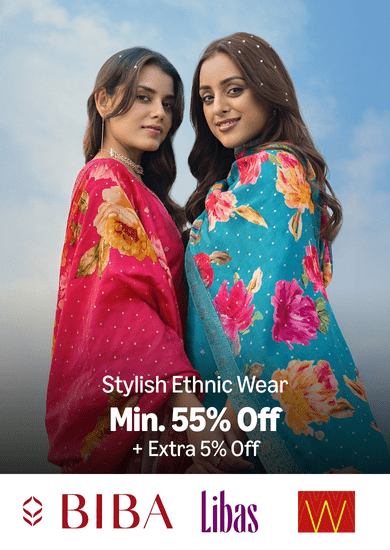 Stylish Ethnic Wear
Min. 55% Off
+ Extra 5% Off
BIBA libas W